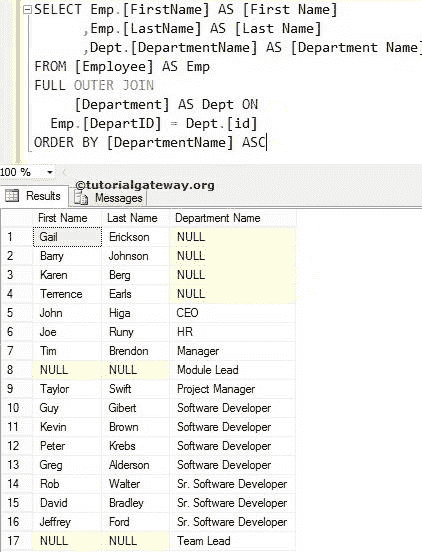 SELECT Emp.[FirstName] AS [First Name]
,Emp.[LastName] AS [Last Name]
,Dept.[DepartmentName] AS [Department Name]
FROM [Employee] AS Emp
FULL OUTER JOIN
[Department] AS Dept ON
Emp.[DepartID] = Dept.[id]
ORDER BY [DepartmentName] ASC
100 %
©tutorialgateway.org
Results Messages
First Name Last Name Department Name
1 Gail Erickson NULL
2 Barry Johnson NULL
3 Karen Berg NULL
4 Terrence Earls NULL
5 John Higa CEO
6 Joe Runy HR
7 Tim Brendon Manager
8 NULL NULL Module Lead
9 Taylor Swift Project Manager
10 Guy Gibert Software Developer
11 Kevin Brown Software Developer
12 Peter Krebs Software Developer
13 Greg Alderson Software Developer
14 Rob Walter Sr. Software Developer
15 David Bradley Sr. Software Developer
16 Jeffrey Ford Sr. Software Developer
17 NULL NULL Team Lead